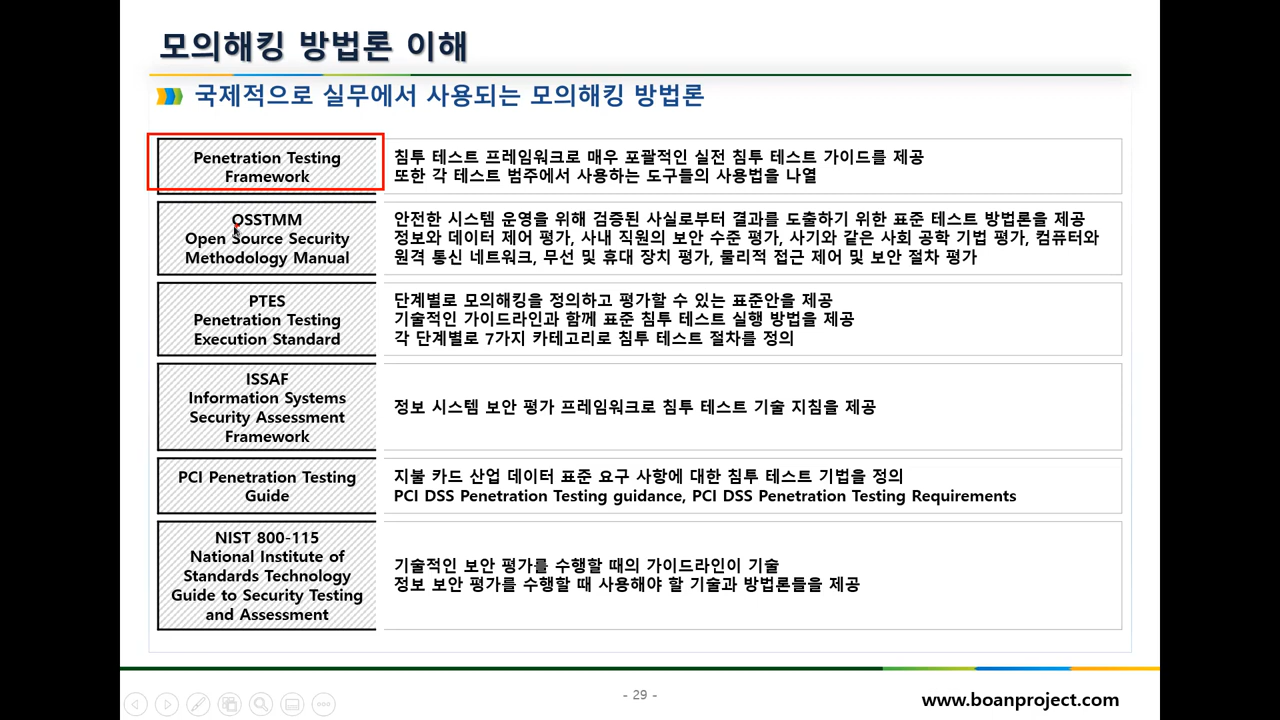 모의해킹 방법론 이해
국제적으로 실무에서 사용되는 모의해킹 방법론
Penetration Testing
Framework
침투 테스트 프레임워크로 매우 포괄적인 실전 침투 테스트 가이드를 제공
또한 각 테스트 범주에서 사용하는 도구들의 사용법을 나열
OSSTMM
Open Source Security
Methodology Manual
안전한 시스템 운영을 위해 검증된 사실로부터 결과를 도출하기 위한 표준 테스트 방법론을 제공
정보와 데이터 제어 평가, 사내 직원의 보안 수준 평가, 사기와 같은 사회 공학 기법 평가, 컴퓨터와
원격 통신 네트워크, 무선 및 휴대 장치 평가, 물리적 접근 제어 및 보안 절차 평가
PTES
Penetration Testing
Execution Standard
단계별로 모의해킹을 정의하고 평가할 수 있는 표준안을 제공
기술적인 가이드라인과 함께 표준 침투 테스트 실행 방법을 제공
각 단계별로 7가지 카테고리로 침투 테스트 절차를 정의
ISSAF
Information Systems
Security Assessment
Framework
정보 시스템 보안 평가 프레임워크로 침투 테스트 기술 지침을 제공
PCI Penetration Testing
Guide
지불 카드 산업 데이터 표준 요구 사항에 대한 침투 테스트 기법을 정의
PCI DSS Penetration Testing guidance, PCI DSS Penetration Testing Requirements
NIST 800-115
National Institute of
Standards Technology
Guide to Security Testing
and Assessment
기술적인 보안 평가를 수행할 때의 가이드라인이 기술
정보 보안 평가를 수행할 때 사용해야 할 기술과 방법론들을 제공
- 29 -
www.boanproject.com